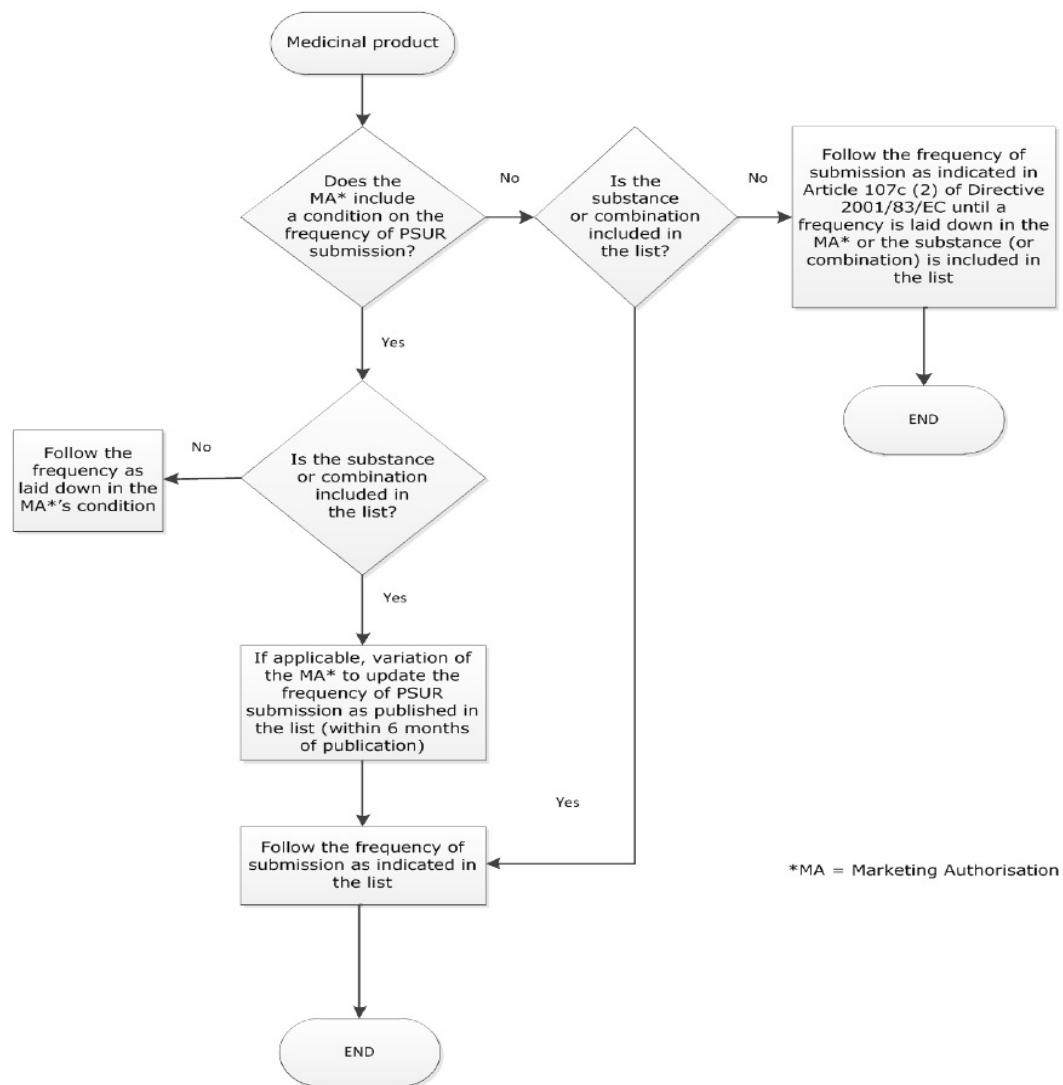 Medicinal product
Does the
MA* include
a condition on the
frequency of PSUR
submission?
No
Is the
substance
or combination
included in
the list?
No
Follow the frequency of
submission as indicated in
Article 107c (2) of Directive
2001/83/EC until a
frequency is laid down in the
MA* or the substance (or
combination) is included in
the list
END
Yes
Is the substance
or combination
included in
the list?
No
Follow the
frequency as
laid down in the
MA*'s condition
Yes
If applicable, variation of
the MA* to update the
frequency of PSUR
submission as published in
the list (within 6 months
of publication)
Yes
Follow the frequency of
submission as indicated in
the list
*MA = Marketing Authorisation
END